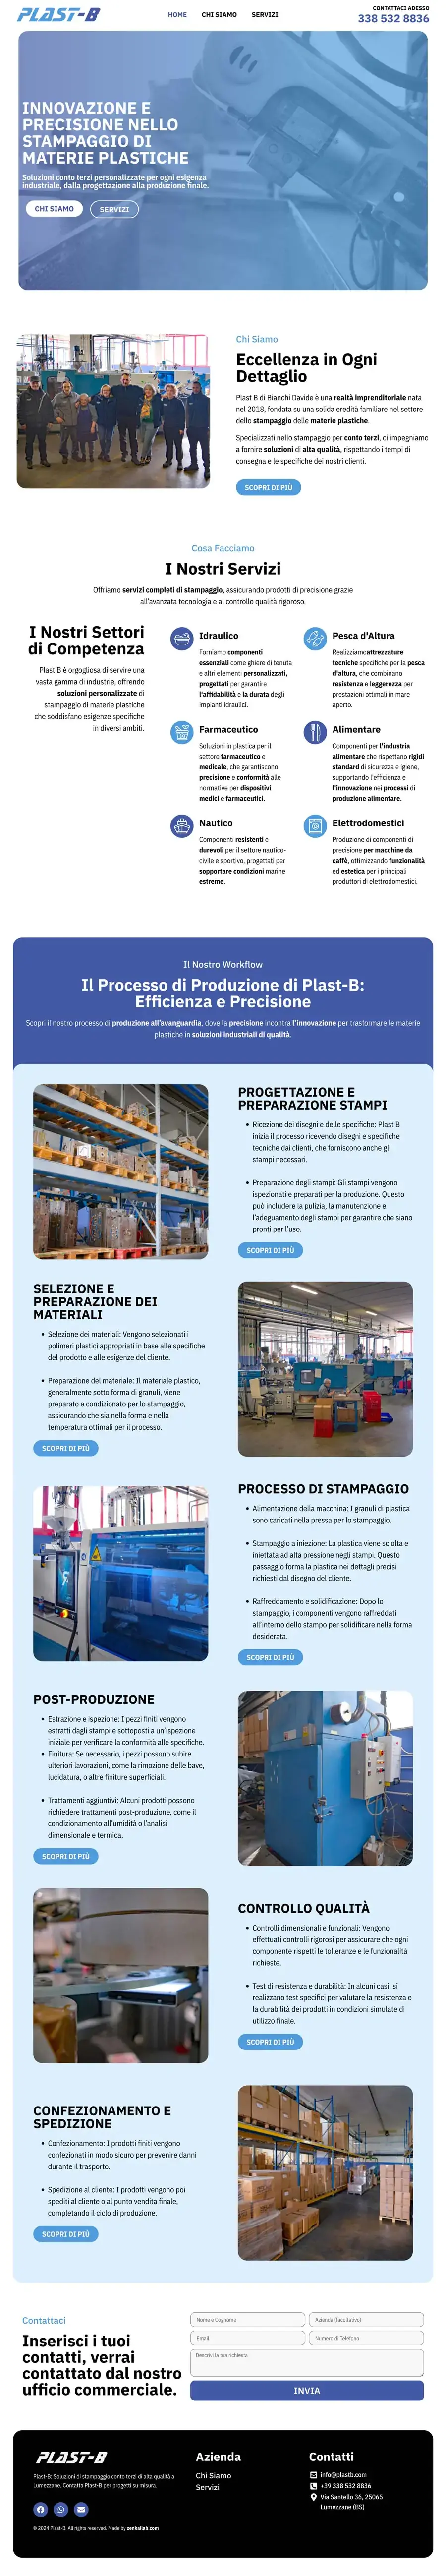 PLAST-B
HOME
CHI SIAMO
SERVIZI
CONTATTACI ADESSO
338 532 8836
INNOVAZIONE E
PRECISIONE NELLO
STAMPAGGIO DI
MATERIE PLASTICHE
Soluzioni conto terzi personalizzate per ogni esigenza
industriale, dalla progettazione alla produzione finale.
CHI SIAMO
SERVIZI
Chi Siamo
Eccellenza in Ogni
Dettaglio
Plast B di Bianchi Davide è una realtà imprenditoriale nata
nel 2018, fondata su una solida eredità familiare nel settore
dello stampaggio delle materie plastiche.
Specializzati nello stampaggio per conto terzi, ci impegniamo
a fornire soluzioni di alta qualità, rispettando i tempi di
consegna e le specifiche dei nostri clienti.
SCOPRI DI PIÙ
Cosa Facciamo
I Nostri Servizi
Offriamo servizi completi di stampaggio, assicurando prodotti di precisione grazie
all'avanzata tecnologia e al controllo qualità rigoroso.
I Nostri Settori
di Competenza
Plast B è orgogliosa di servire una
vasta gamma di industrie, offrendo
soluzioni personalizzate di
stampaggio di materie plastiche
che soddisfano esigenze specifiche
in diversi ambiti.
Idraulico
Forniamo componenti
essenziali come ghiere di tenuta
e altri elementi personalizzati,
progettati per garantire
l'affidabilità e la durata degli
impianti idraulici.
Pesca d'Altura
Realizziamoattrezzature
tecniche specifiche per la pesca
d'altura, che combinano
resistenza e leggerezza per
prestazioni ottimali in mare
aperto.
Farmaceutico
Soluzioni in plastica per il
settore farmaceutico e
medicale, che garantiscono
precisione e conformità alle
normative per dispositivi
medici e farmaceutici.
Alimentare
Componenti per l'industria
alimentare che rispettano rigidi
standard di sicurezza e igiene,
supportando l'efficienza e
l'innovazione nei processi di
produzione alimentare.
Nautico
Componenti resistenti e
durevoli per il settore nautico-
civile e sportivo, progettati per
sopportare condizioni marine
estreme.
Elettrodomestici
Produzione di componenti di
precisione per macchine da
caffè, ottimizzando funzionalità
ed estetica per i principali
produttori di elettrodomestici.
Il Nostro Workflow
Il Processo di Produzione di Plast-B:
Efficienza e Precisione
Scopri il nostro processo di produzione all'avanguardia, dove la precisione incontra l'innovazione per trasformare le materie
plastiche in soluzioni industriali di qualità.
PROGETTAZIONE E
PREPARAZIONE STAMPI
• Ricezione dei disegni e delle specifiche: Plast B
inizia il processo ricevendo disegni e specifiche
tecniche dai clienti, che forniscono anche gli
stampi necessari.
• Preparazione degli stampi: Gli stampi vengono
ispezionati e preparati per la produzione. Questo
può includere la pulizia, la manutenzione e
l'adeguamento degli stampi per garantire che siano
pronti per l'uso.
SCOPRI DI PIÙ
SELEZIONE E
PREPARAZIONE DEI
MATERIALI
• Selezione dei materiali: Vengono selezionati i
polimeri plastici appropriati in base alle specifiche
del prodotto e alle esigenze del cliente.
• Preparazione del materiale: Il materiale plastico,
generalmente sotto forma di granuli, viene
preparato e condizionato per lo stampaggio,
assicurando che sia nella forma e nella
temperatura ottimali per il processo.
SCOPRI DI PIÙ
PROCESSO DI STAMPAGGIO
• Alimentazione della macchina: I granuli di plastica
sono caricati nella pressa per lo stampaggio.
• Stampaggio a iniezione: La plastica viene sciolta e
iniettata ad alta pressione negli stampi. Questo
passaggio forma la plastica nei dettagli precisi
richiesti dal disegno del cliente.
• Raffreddamento e solidificazione: Dopo lo
stampaggio, i componenti vengono raffreddati
all'interno dello stampo per solidificare nella forma
desiderata.
SCOPRI DI PIÙ
POST-PRODUZIONE
• Estrazione e ispezione: I pezzi finiti vengono
estratti dagli stampi e sottoposti a un'ispezione
iniziale per verificare la conformità alle specifiche.
• Finitura: Se necessario, i pezzi possono subire
ulteriori lavorazioni, come la rimozione delle bave,
lucidatura, o altre finiture superficiali.
• Trattamenti aggiuntivi: Alcuni prodotti possono
richiedere trattamenti post-produzione, come il
condizionamento all'umidità o l'analisi
dimensionale e termica.
SCOPRI DI PIÙ
CONTROLLO QUALITÀ
• Controlli dimensionali e funzionali: Vengono
effettuati controlli rigorosi per assicurare che ogni
componente rispetti le tolleranze e le funzionalità
richieste.
• Test di resistenza e durabilità: In alcuni casi, si
realizzano test specifici per valutare la resistenza e
la durabilità dei prodotti in condizioni simulate di
utilizzo finale.
SCOPRI DI PIÙ
CONFEZIONAMENTO E
SPEDIZIONE
• Confezionamento: I prodotti finiti vengono
confezionati in modo sicuro per prevenire danni
durante il trasporto.
• Spedizione al cliente: I prodotti vengono poi
spediti al cliente o al punto vendita finale,
completando il ciclo di produzione.
SCOPRI DI PIÙ
Contattaci
Inserisci i tuoi
contatti, verrai
contattato dal nostro
ufficio commerciale.
Nome e Cognome
Azienda (facoltativo)
Email
Numero di Telefono
Descrivi la tua richiesta
INVIA
PLAST-B
Plast-B: Soluzioni di stampaggio conto terzi di alta qualità a
Lumezzane. Contatta Plast-B per progetti su misura.
© 2024 Plast-B. All rights reserved. Made by zenkailab.com
Azienda
Chi Siamo
Servizi
Contatti
info@plastb.com
+39 338 532 8836
Via Santello 36, 25065
Lumezzane (BS)